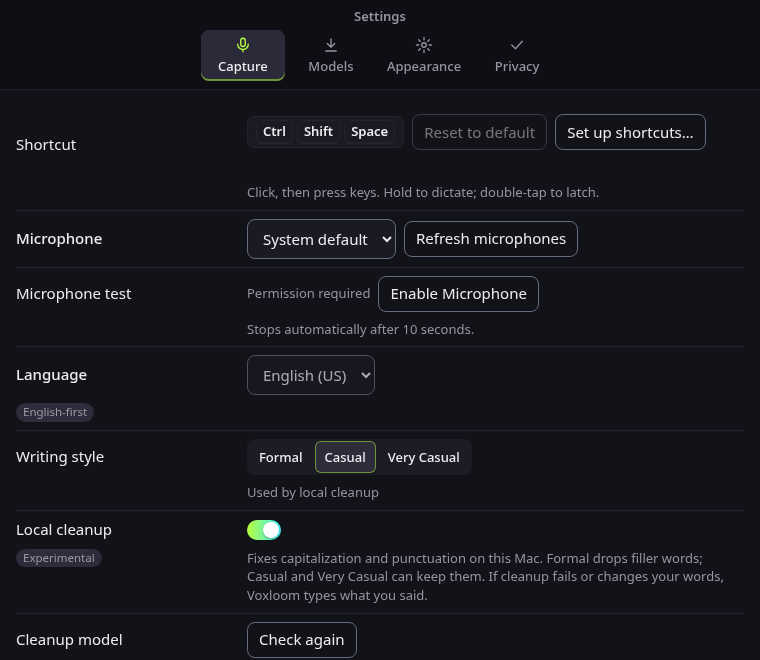 Settings
Capture Models Appearance Privacy
Shortcut Ctrl Shift Space Reset to default Set up shortcuts...
Click, then press keys. Hold to dictate; double-tap to latch.
Microphone System default Refresh microphones
Microphone test Permission required Enable Microphone
Stops automatically after 10 seconds.
Language English (US)
English-first
Writing style Formal Casual Very Casual
Used by local cleanup
Local cleanup
Experimental
Fixes capitalization and punctuation on this Mac. Formal drops filler words;
Casual and Very Casual can keep them. If cleanup fails or changes your words,
Voxloom types what you said.
Cleanup model Check again